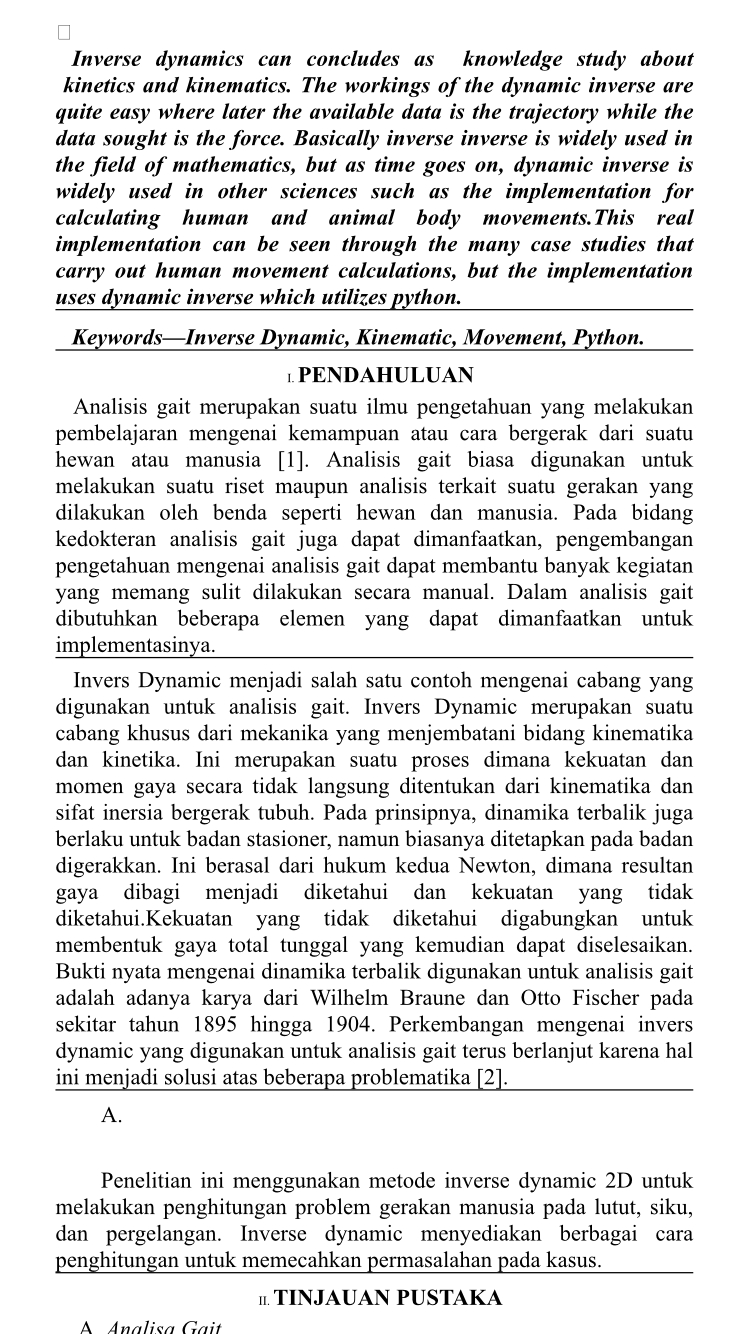 Inverse dynamics can concludes as knowledge study about
kinetics and kinematics. The workings of the dynamic inverse are
quite easy where later the available data is the trajectory while the
data sought is the force. Basically inverse inverse is widely used in
the field of mathematics, but as time goes on, dynamic inverse is
widely used in other sciences such as the implementation for
calculating human and animal body movements.This real
implementation can be seen through the many case studies that
carry out human movement calculations, but the implementation
uses dynamic inverse which utilizes python.
Keywords—Inverse Dynamic, Kinematic, Movement, Python.
I. PENDAHULUAN
Analisis gait merupakan suatu ilmu pengetahuan yang melakukan
pembelajaran mengenai kemampuan atau cara bergerak dari suatu
hewan atau manusia [1]. Analisis gait biasa digunakan untuk
melakukan suatu riset maupun analisis terkait suatu gerakan yang
dilakukan oleh benda seperti hewan dan manusia. Pada bidang
kedokteran analisis gait juga dapat dimanfaatkan, pengembangan
pengetahuan mengenai analisis gait dapat membantu banyak kegiatan
yang memang sulit dilakukan secara manual. Dalam analisis gait
dibutuhkan beberapa elemen yang dapat dimanfaatkan untuk
implementasinya.
Invers Dynamic menjadi salah satu contoh mengenai cabang yang
digunakan untuk analisis gait. Invers Dynamic merupakan suatu
cabang khusus dari mekanika yang menjembatani bidang kinematika
dan kinetika. Ini merupakan suatu proses dimana kekuatan dan
momen gaya secara tidak langsung ditentukan dari kinematika dan
sifat inersia bergerak tubuh. Pada prinsipnya, dinamika terbalik juga
berlaku untuk badan stasioner, namun biasanya ditetapkan pada badan
digerakkan. Ini berasal dari hukum kedua Newton, dimana resultan
gaya dibagi menjadi diketahui dan kekuatan yang tidak
diketahui.Kekuatan yang tidak diketahui digabungkan untuk
membentuk gaya total tunggal yang kemudian dapat diselesaikan.
Bukti nyata mengenai dinamika terbalik digunakan untuk analisis gait
adalah adanya karya dari Wilhelm Braune dan Otto Fischer pada
sekitar tahun 1895 hingga 1904. Perkembangan mengenai invers
dynamic yang digunakan untuk analisis gait terus berlanjut karena hal
ini menjadi solusi atas beberapa problematika [2].
A.
Penelitian ini menggunakan metode inverse dynamic 2D untuk
melakukan penghitungan problem gerakan manusia pada lutut, siku,
dan pergelangan. Inverse dynamic menyediakan berbagai cara
penghitungan untuk memecahkan permasalahan pada kasus.
II. TINJAUAN PUSTAKA
A. Analisa Gait